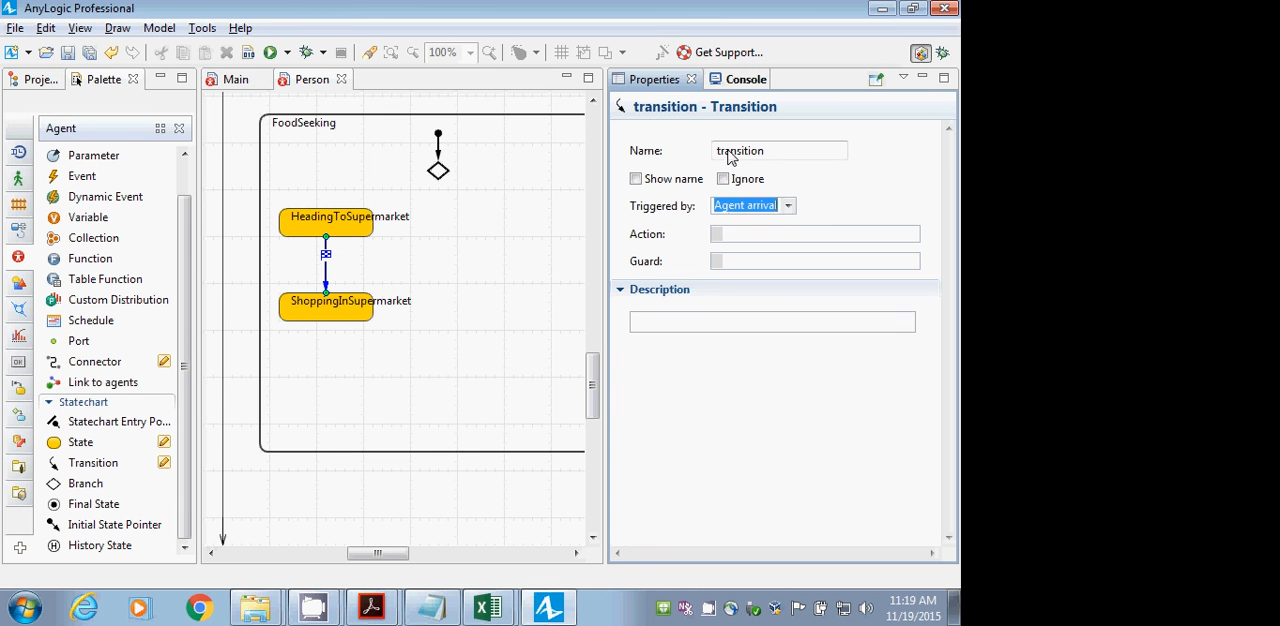 AnyLogic Professional
File Edit View Draw Model Tools Help
100% Get Support...
Proje... Palette Main Person Properties Console
Agent
Parameter
Event
Dynamic Event
Variable
Collection
Function
Table Function
Custom Distribution
Schedule
Port
Connector
Link to agents
Statechart
Statechart Entry Po...
State
Transition
Branch
Final State
Initial State Pointer
History State
FoodSeeking
HeadingToSupermarket
ShoppingInSupermarket
transition - Transition
Name: transition
Show name Ignore
Triggered by: Agent arrival
Action:
Guard:
Description
11:19 AM
11/19/2015